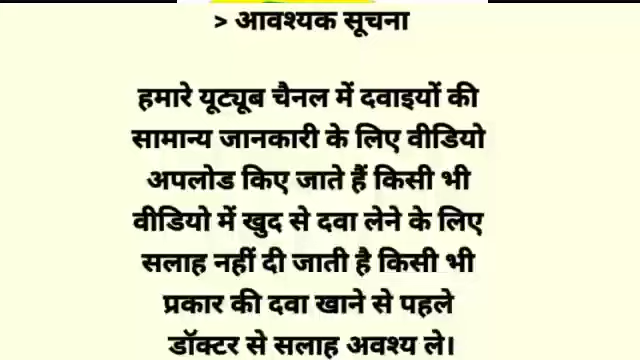 > आवश्यक सूचना
हमारे यूट्यूब चैनल में दवाइयों की
सामान्य जानकारी के लिए वीडियो
अपलोड किए जाते हैं किसी भी
वीडियो में खुद से दवा लेने के लिए
सलाह नहीं दी जाती है किसी भी
प्रकार की दवा खाने से पहले
डॉक्टर से सलाह अवश्य ले।